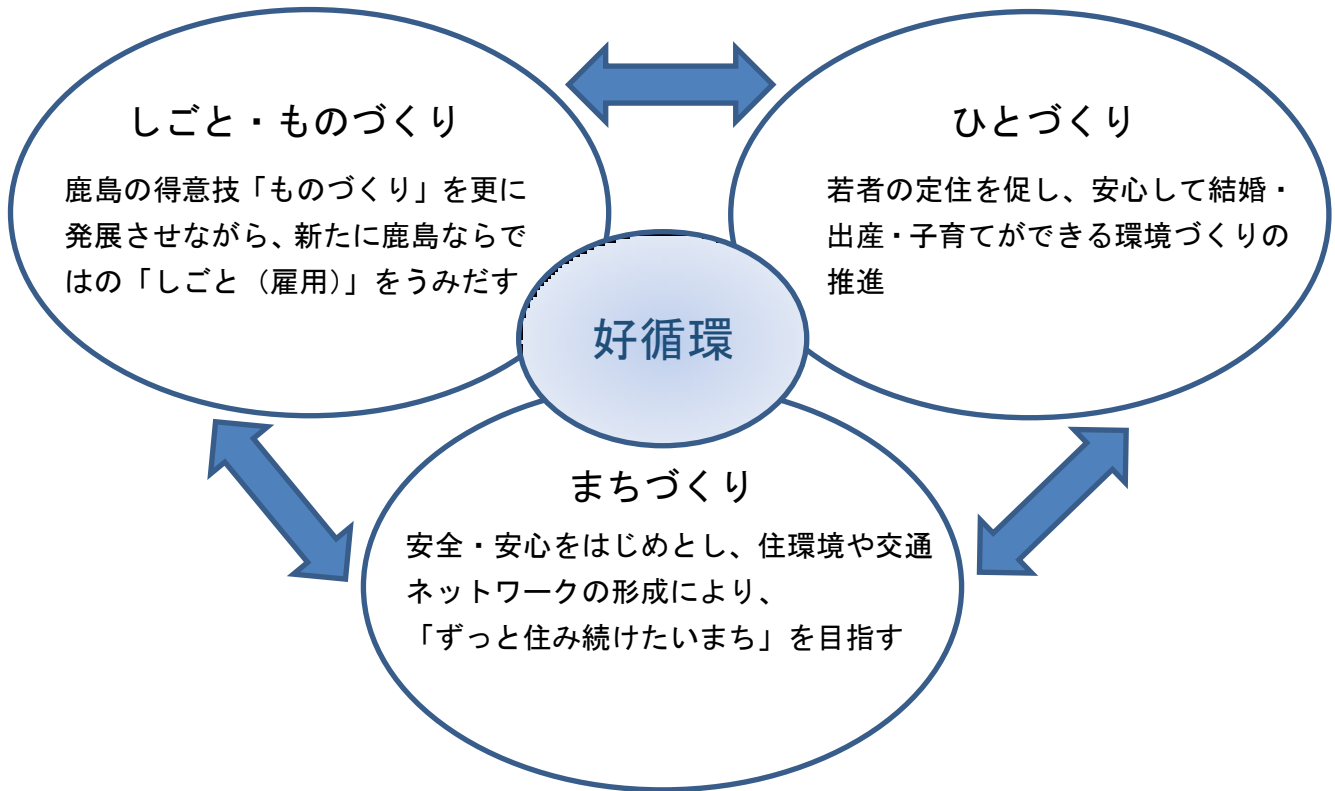 しごと・ものづくり
鹿島の得意技「ものづくり」を更に
発展させながら、新たに鹿島ならで
はの「しごと（雇用）」をうみだす
ひとづくり
若者の定住を促し、安心して結婚・
出産・子育てができる環境づくりの
推進
好循環
まちづくり
安全・安心をはじめとし、住環境や交通
ネットワークの形成により、
「ずっと住み続けたいまち」を目指す